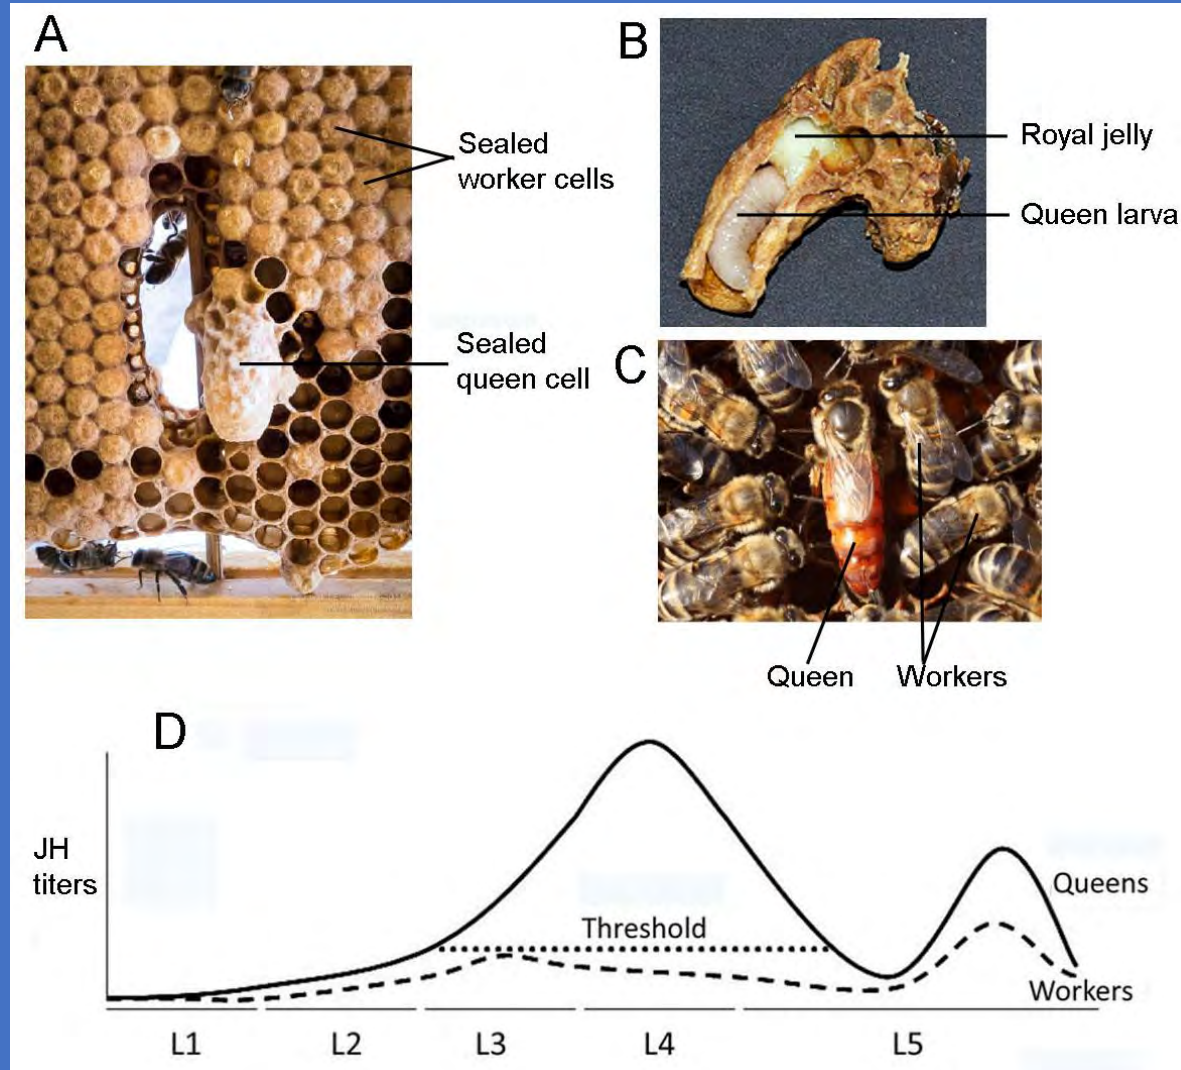 A
Sealed
worker cells
Sealed
queen cell
B
Royal jelly
Queen larva
C
Queen
Workers
D
JH
titers
Threshold
Queens
Workers
L1
L2
L3
L4
L5